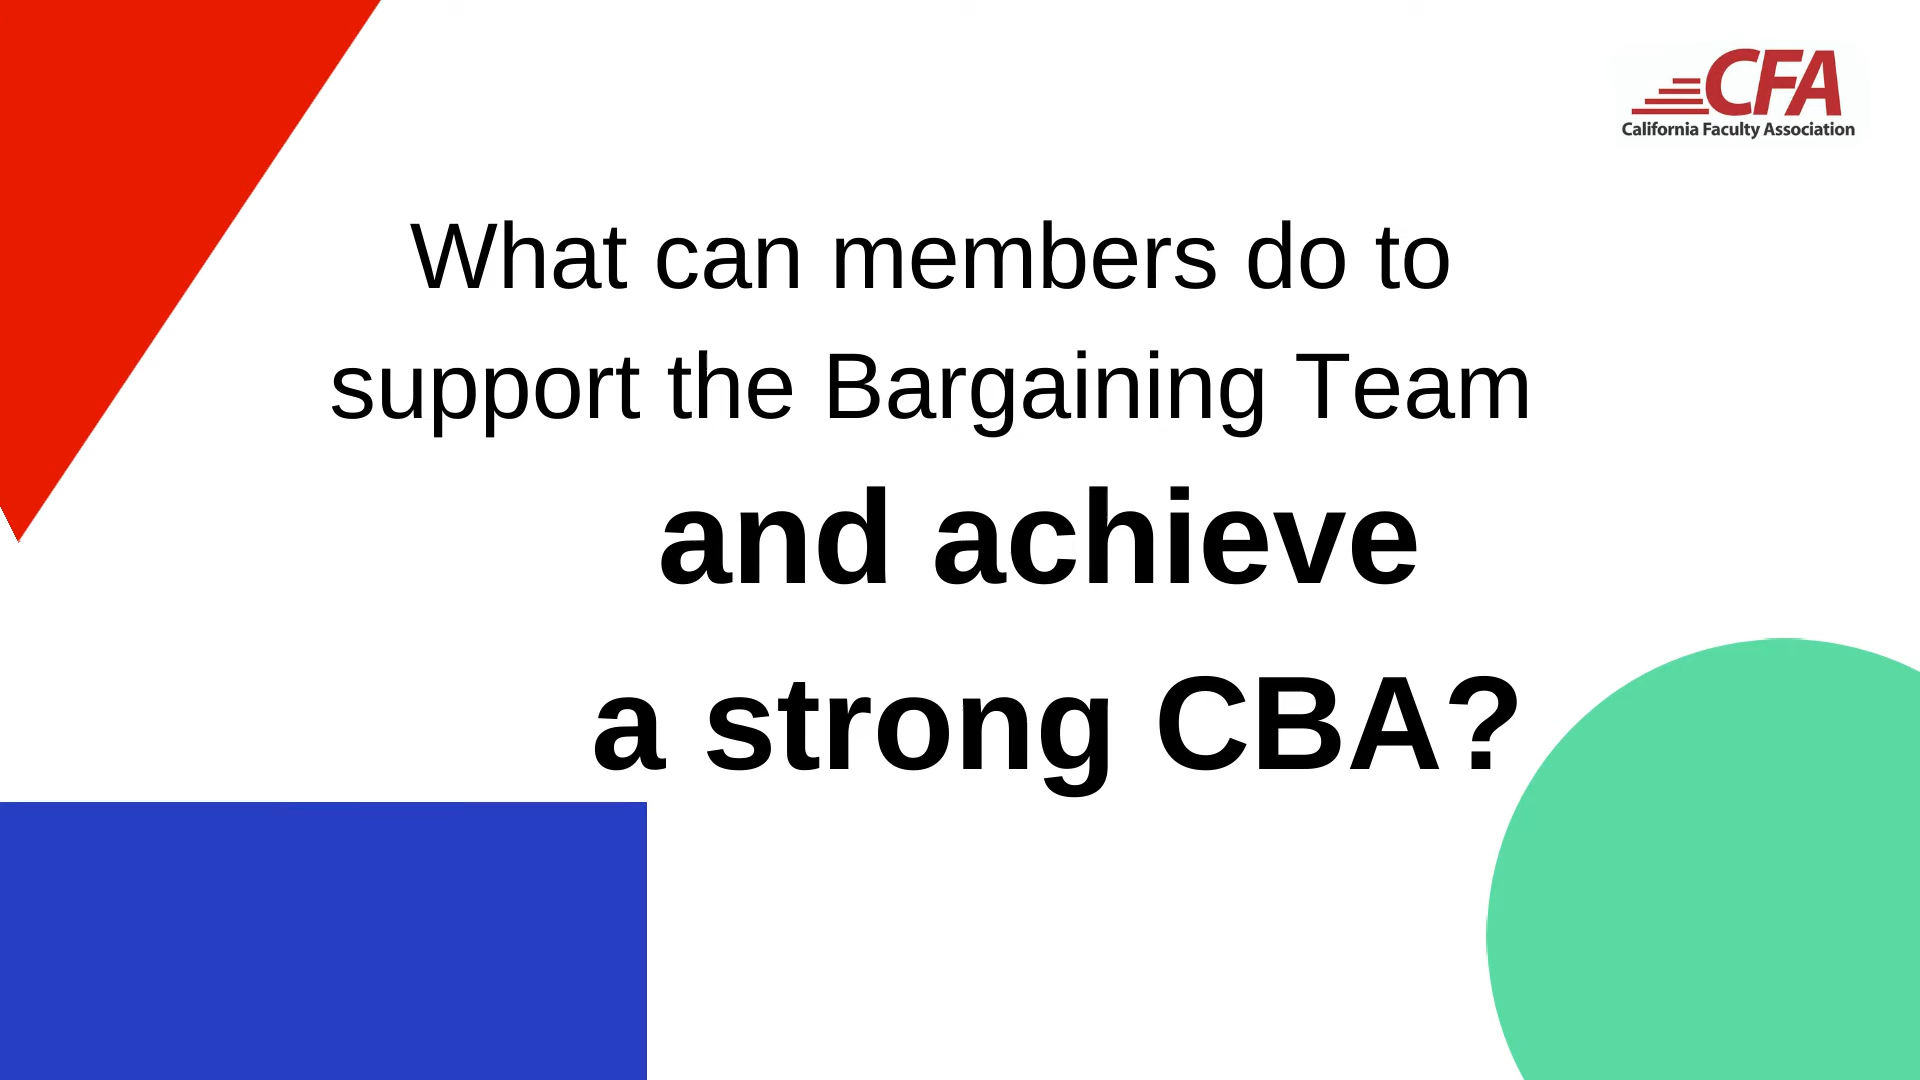 CFA
California Faculty Association
What can members do to
support the Bargaining Team
and achieve
a strong CBA?